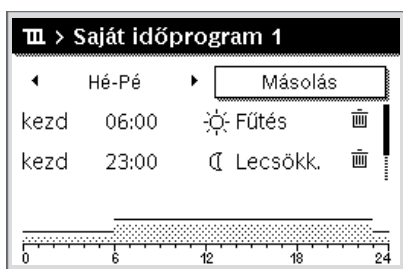 > Saját időprogram 1
Hé-Pé Másolás
kezd 06:00 Fűtés
kezd 23:00 Lecsökk.
0 6 12 18 24